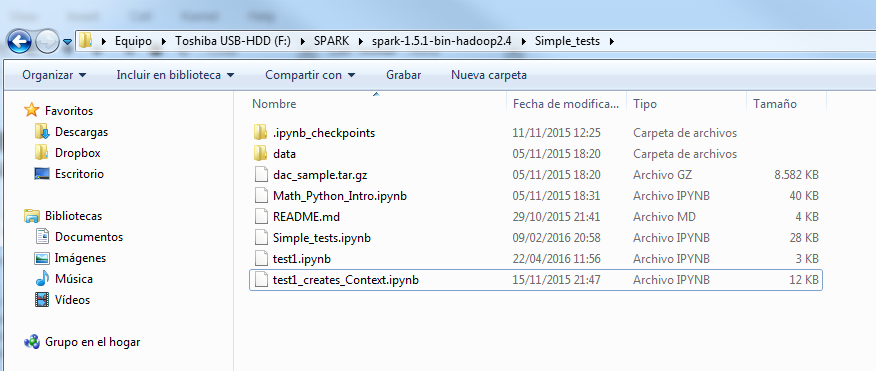 Equipo Toshiba USB-HDD (F:) SPARK spark-1.5.1-bin-hadoop2.4 Simple_tests
Organizar Incluir en biblioteca Compartir con Grabar Nueva carpeta
Favoritos
Descargas
Dropbox
Escritorio
Bibliotecas
Documentos
Imágenes
Música
Vídeos
Grupo en el hogar
Nombre Fecha de modifica... Tipo Tamaño
.ipynb_checkpoints 11/11/2015 12:25 Carpeta de archivos
data 05/11/2015 18:20 Carpeta de archivos
dac_sample.tar.gz 05/11/2015 18:20 Archivo GZ 8.582 KB
Math_Python_Intro.ipynb 05/11/2015 18:31 Archivo IPYNB 40 KB
README.md 29/10/2015 21:41 Archivo MD 4 KB
Simple_tests.ipynb 09/02/2016 20:58 Archivo IPYNB 28 KB
test1.ipynb 22/04/2016 11:56 Archivo IPYNB 3 KB
test1_creates_Context.ipynb 15/11/2015 21:47 Archivo IPYNB 12 KB